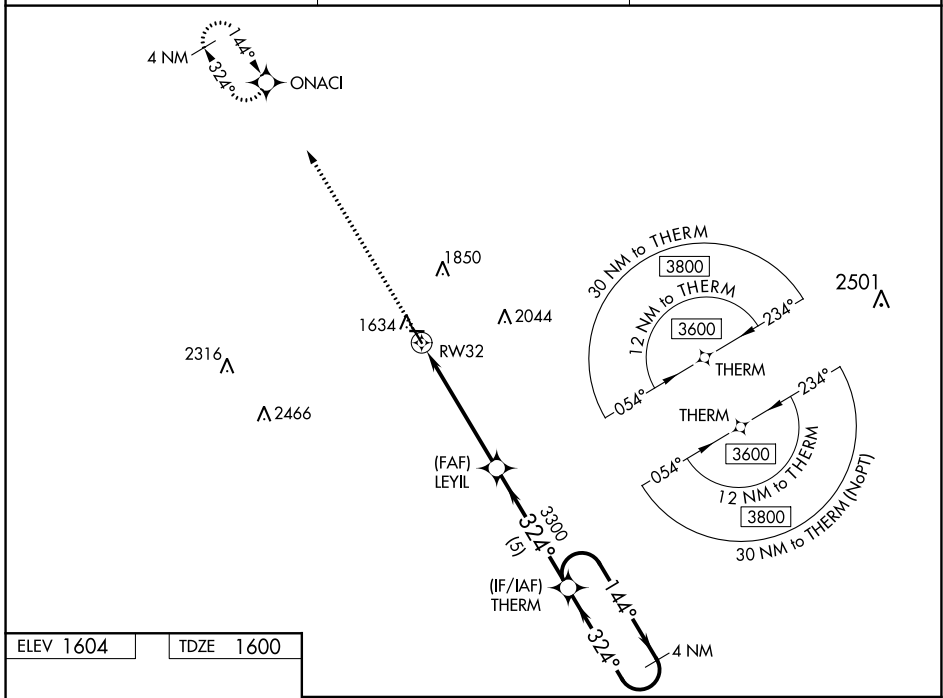 4 NM
144°
324°
ONACI
1850
2044
1634
RW32
2316
2466
2501
30 NM to THERM
3800
12 NM to THERM
3600
234°
054°
THERM
THERM
234°
054°
3600
12 NM to THERM
3800
30 NM to THERM (NoPT)
(FAF)
LEYIL
3300
324°
(5)
(IF/IAF)
THERM
144°
324°
4 NM
ELEV 1604
TDZE 1600